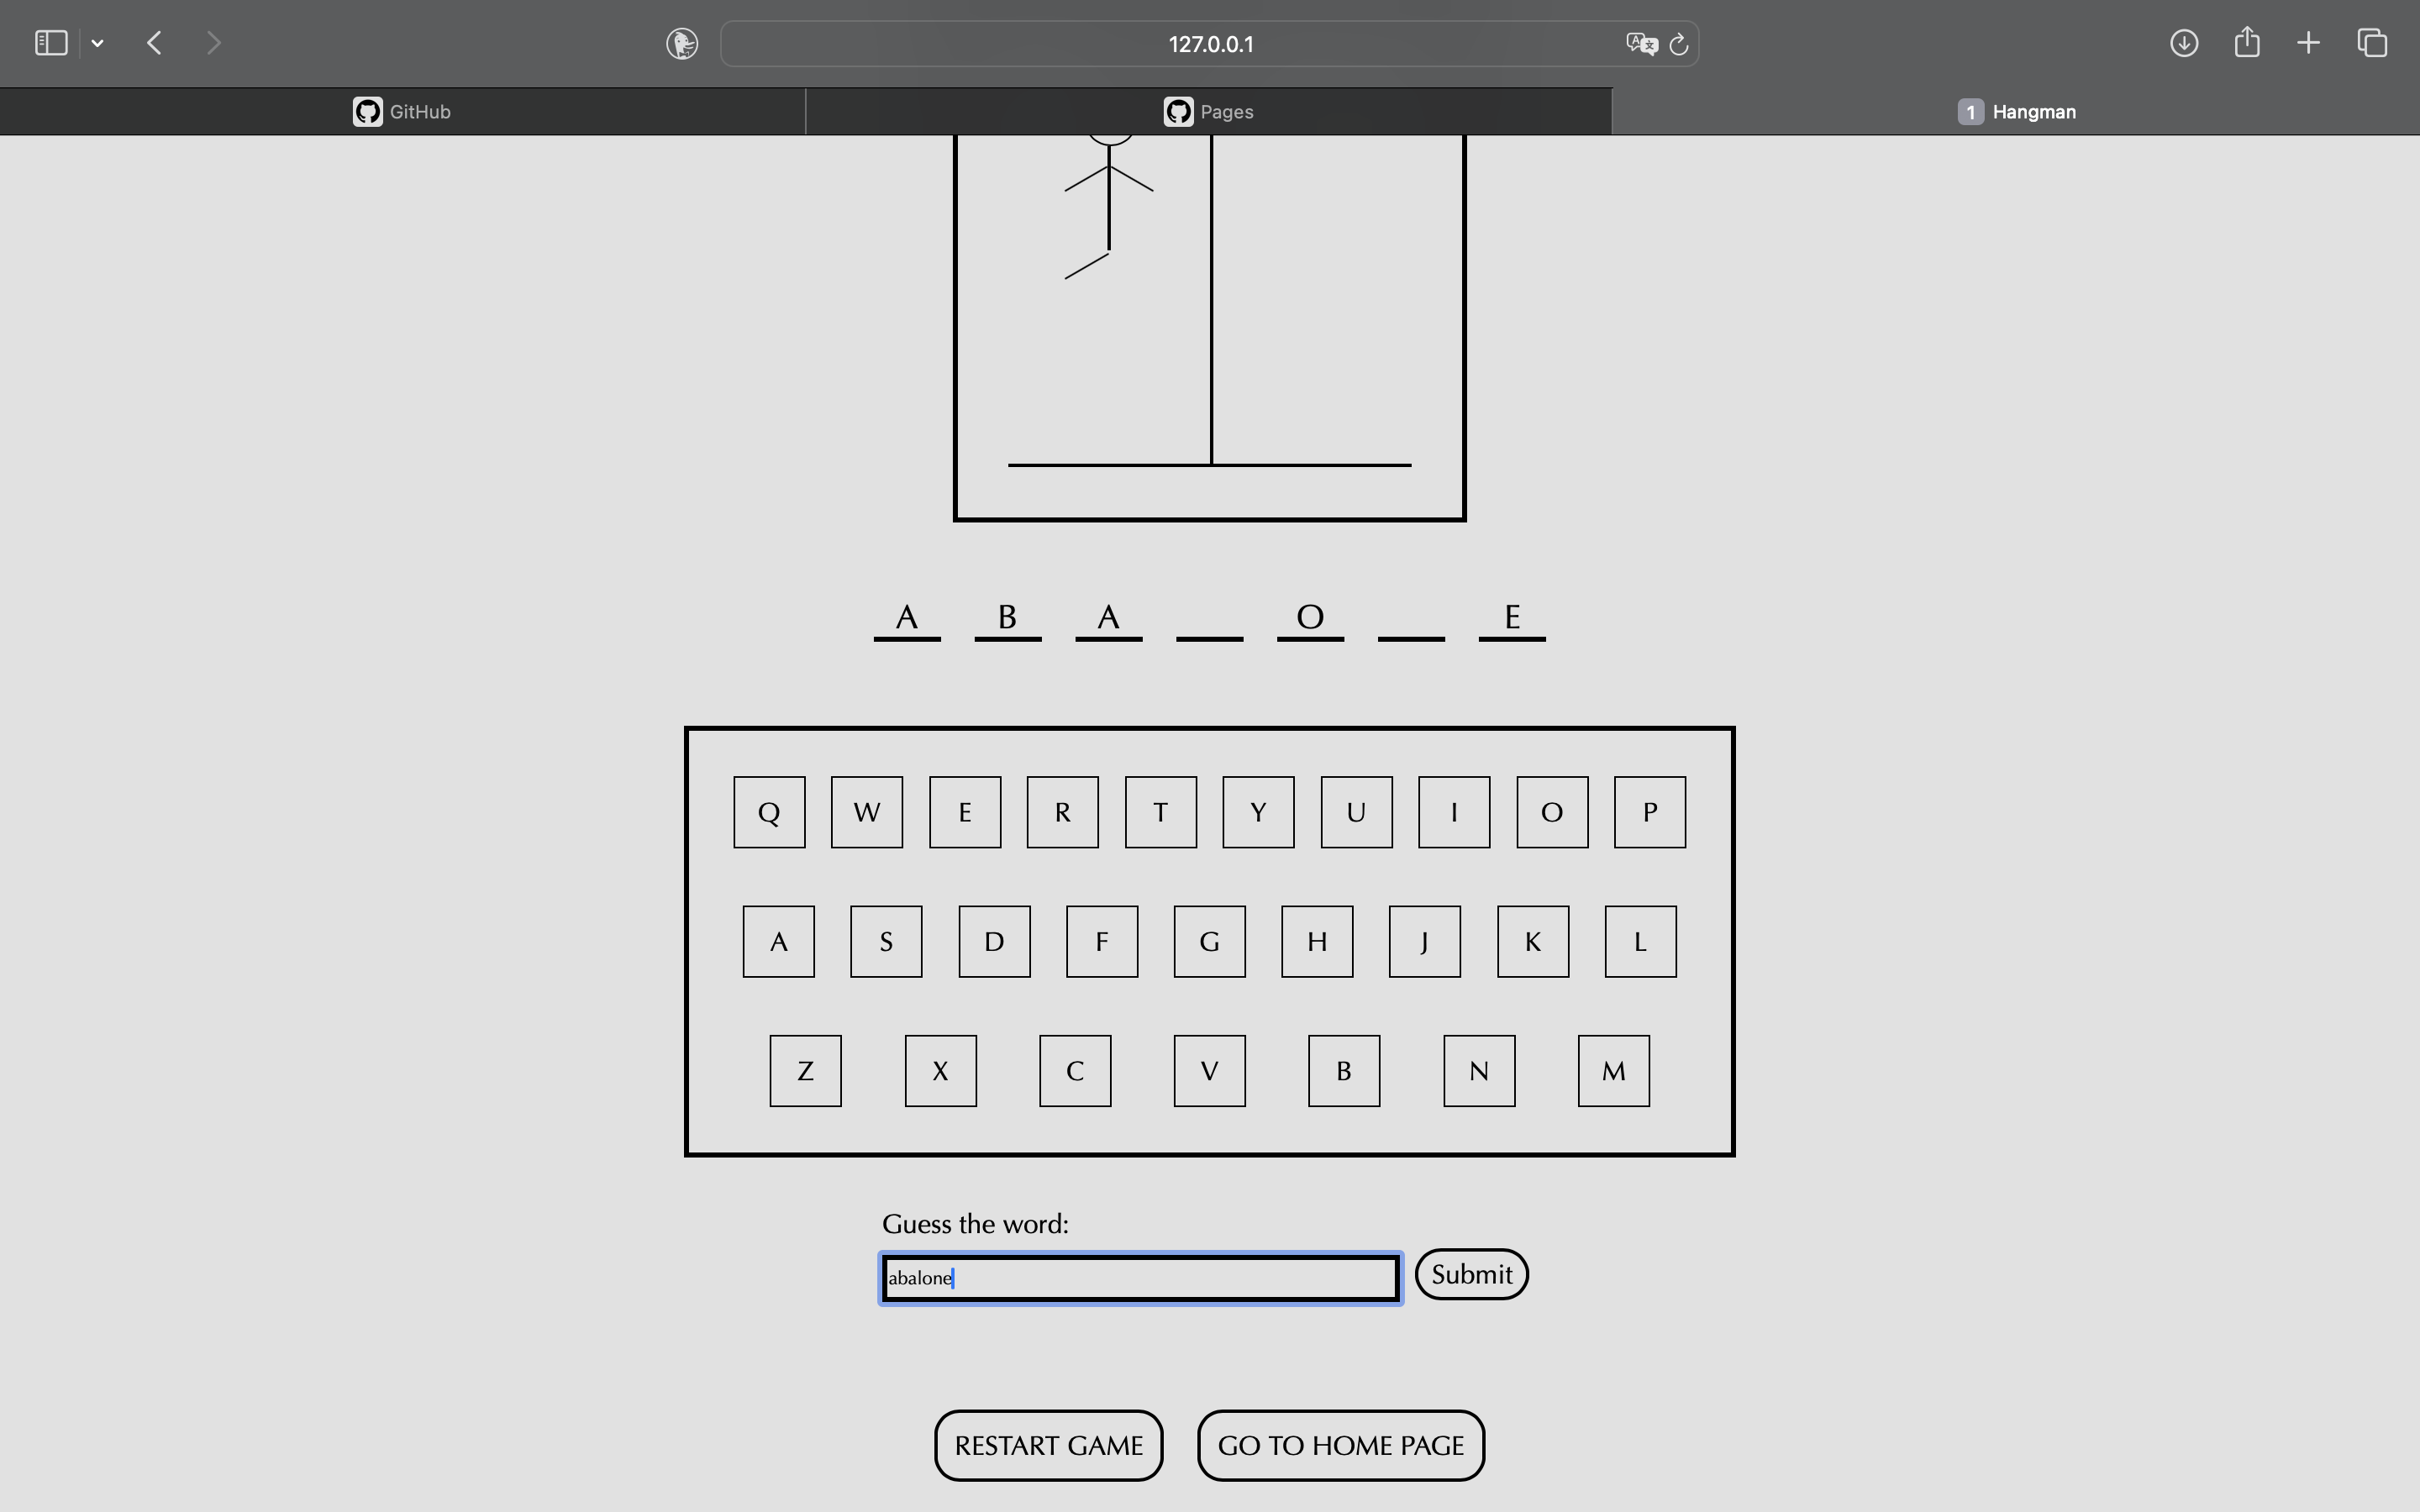 127.0.0.1
GitHub Pages 1 Hangman
A B A O E
Q W E R T Y U I O P
A S D F G H J K L
Z X C V B N M
Guess the word:
abalone Submit
RESTART GAME GO TO HOME PAGE